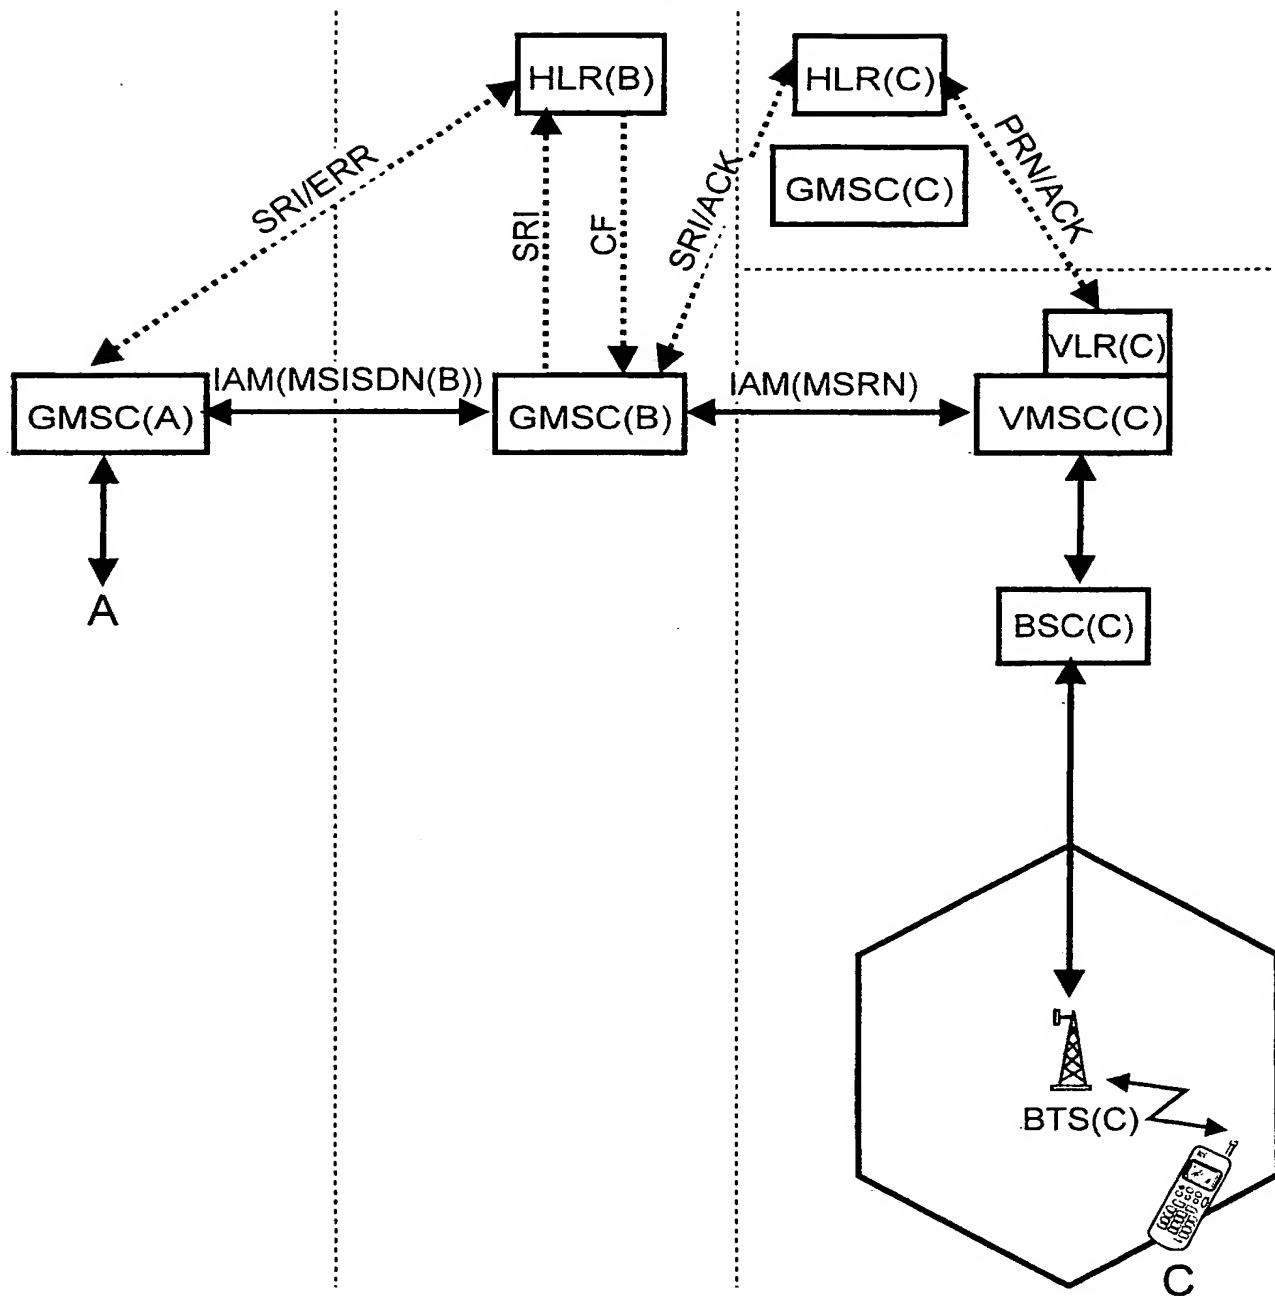 HLR(B)
HLR(C)
GMSC(C)
SRI/ERR
SRI
CF
SRI/ACK
PRN/ACK
VLR(C)
GMSC(A)
IAM(MSISDN(B))
GMSC(B)
IAM(MSRN)
VMSC(C)
A
BSC(C)
BTS(C)
C